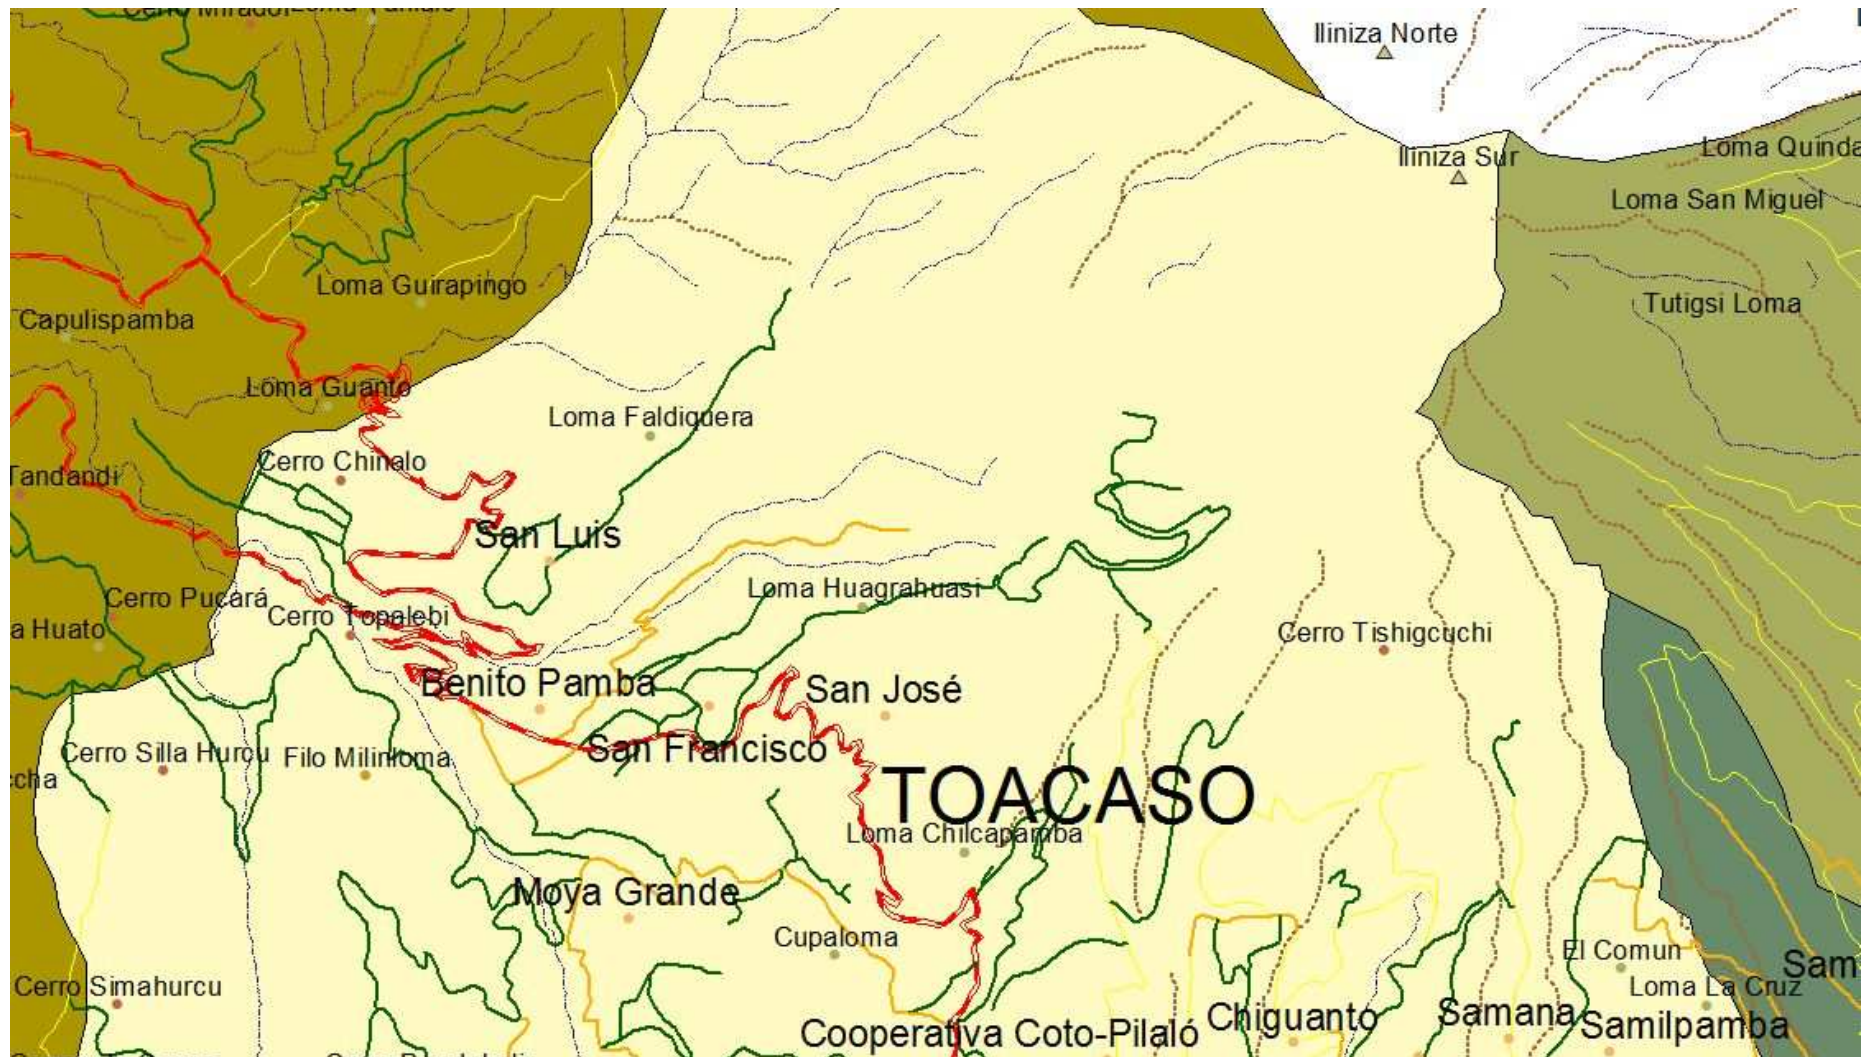 Iliniza Norte
Loma Quinda
Iliniza Sur
Loma San Miguel
Loma Guirapingo
Tutigsi Loma
Capulispamba
Loma Guanto
Loma Faldiquera
Cerro Chinalo
Tandandi
San Luis
Loma Huagrahuasi
Cerro Pucará
Cerro Topalebi
a Huato
Cerro Tishigcuchi
Benito Pamba
San José
San Francisco
Cerro Silla Hurcu
Filo Milinloma
ccha
TOACASO
Loma Chilcapamba
Moya Grande
Cupaloma
El Comun
Sam
Cerro Simahurcu
Loma La Cruz
Chiguanto
Samana
Samilpamba
Cooperativa Coto-Pilaló